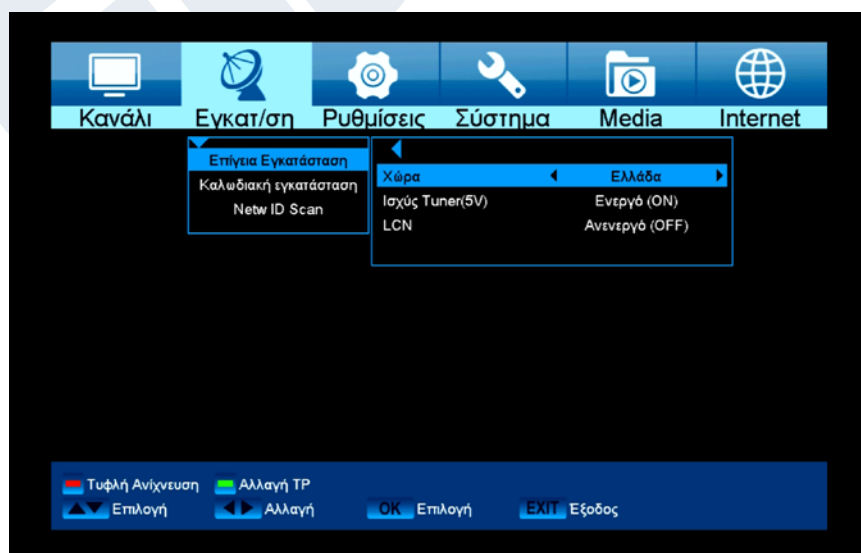 Κανάλι Εγκατ/ση Ρυθμίσεις Σύστημα Media Internet
Επίγεια Εγκατάσταση
Καλωδιακή εγκατάσταση
Netw ID Scan
Χώρα Ελλάδα
Ισχύς Tuner(5V) Ενεργό (ON)
LCN Ανενεργό (OFF)
Τυφλή Ανίχνευση Αλλαγή TP
Επιλογή Αλλαγή OK Επιλογή EXIT Έξοδος